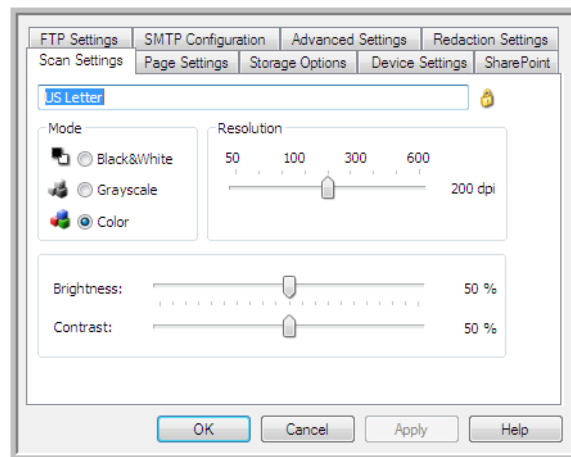 FTP Settings SMTP Configuration Advanced Settings Redaction Settings
Scan Settings Page Settings Storage Options Device Settings SharePoint
US Letter
Mode Resolution
Black&White 50 100 300 600
Grayscale 200 dpi
Color
Brightness: 50 %
Contrast: 50 %
OK Cancel Apply Help